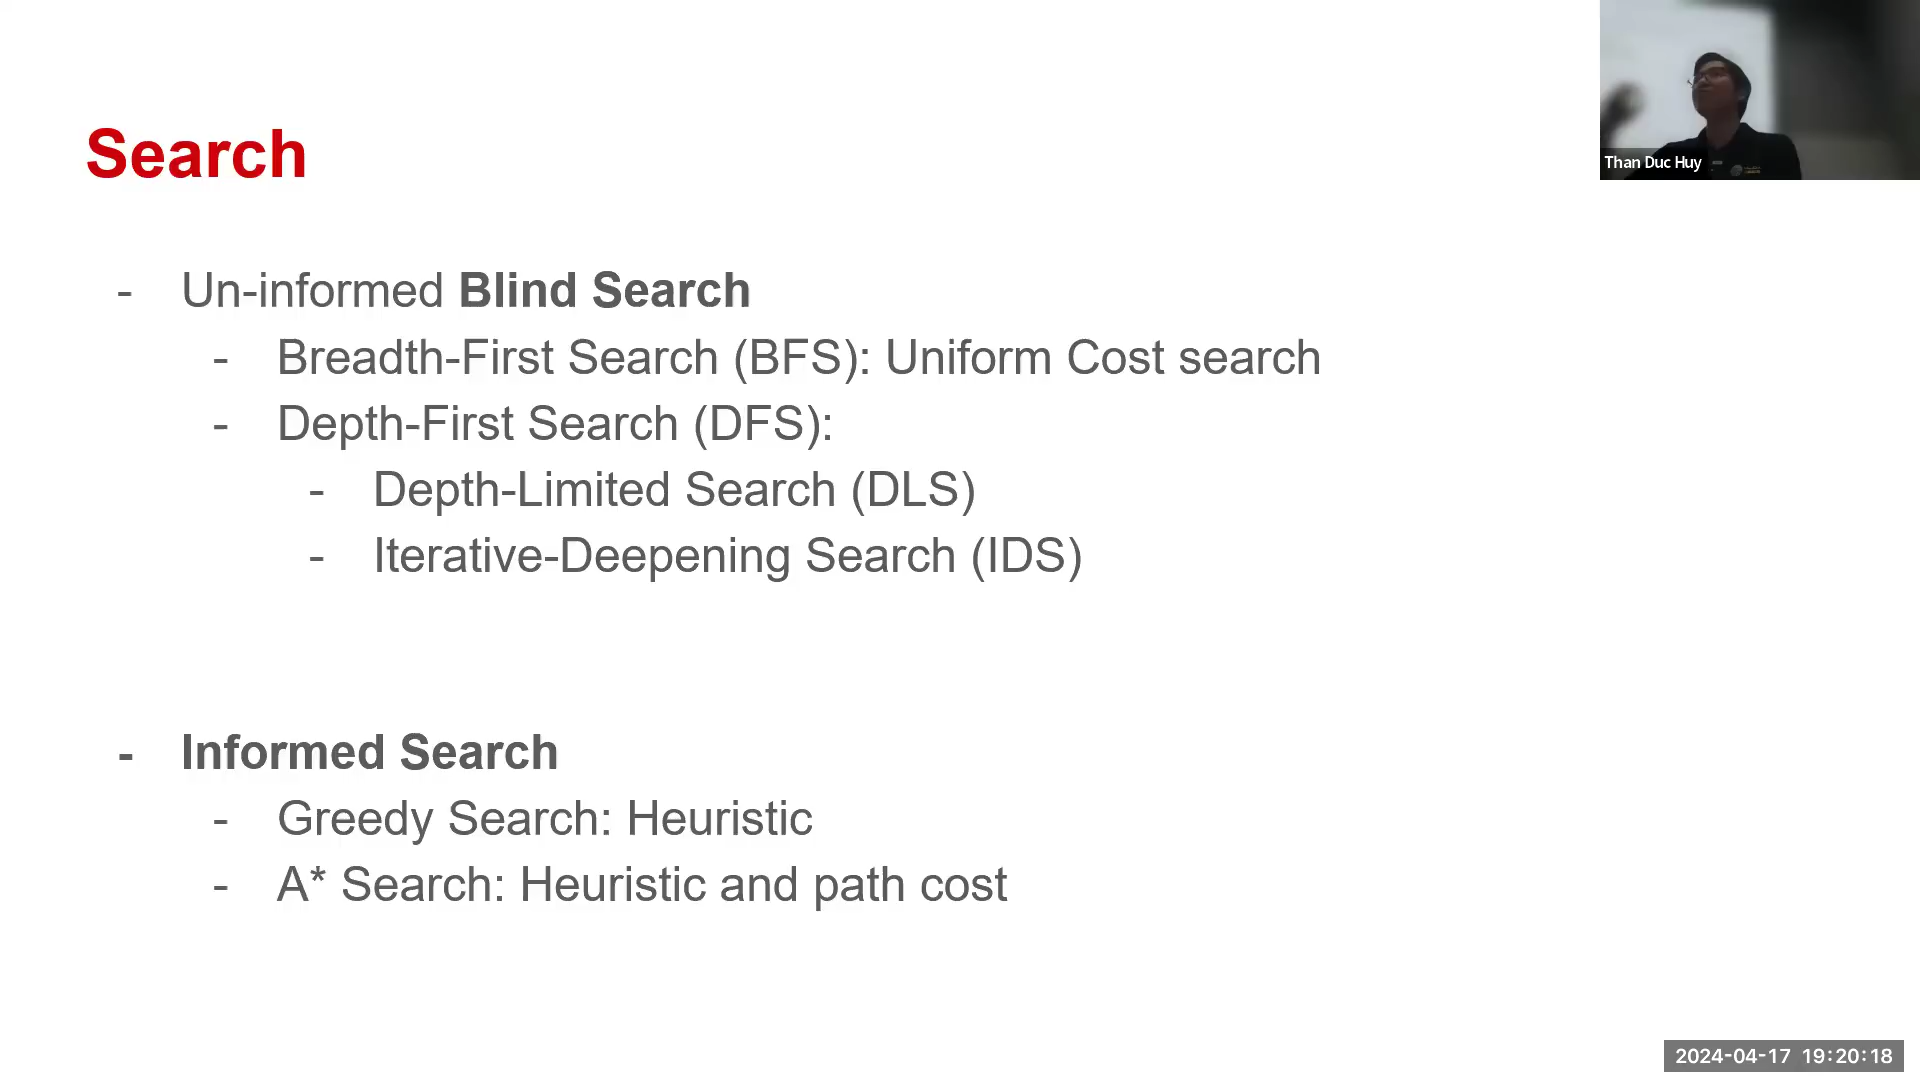 Search
- Un-informed Blind Search
- Breadth-First Search (BFS): Uniform Cost search
- Depth-First Search (DFS):
- Depth-Limited Search (DLS)
- Iterative-Deepening Search (IDS)
- Informed Search
- Greedy Search: Heuristic
- A* Search: Heuristic and path cost
Than Duc Huy
2024-04-17 19:20:18